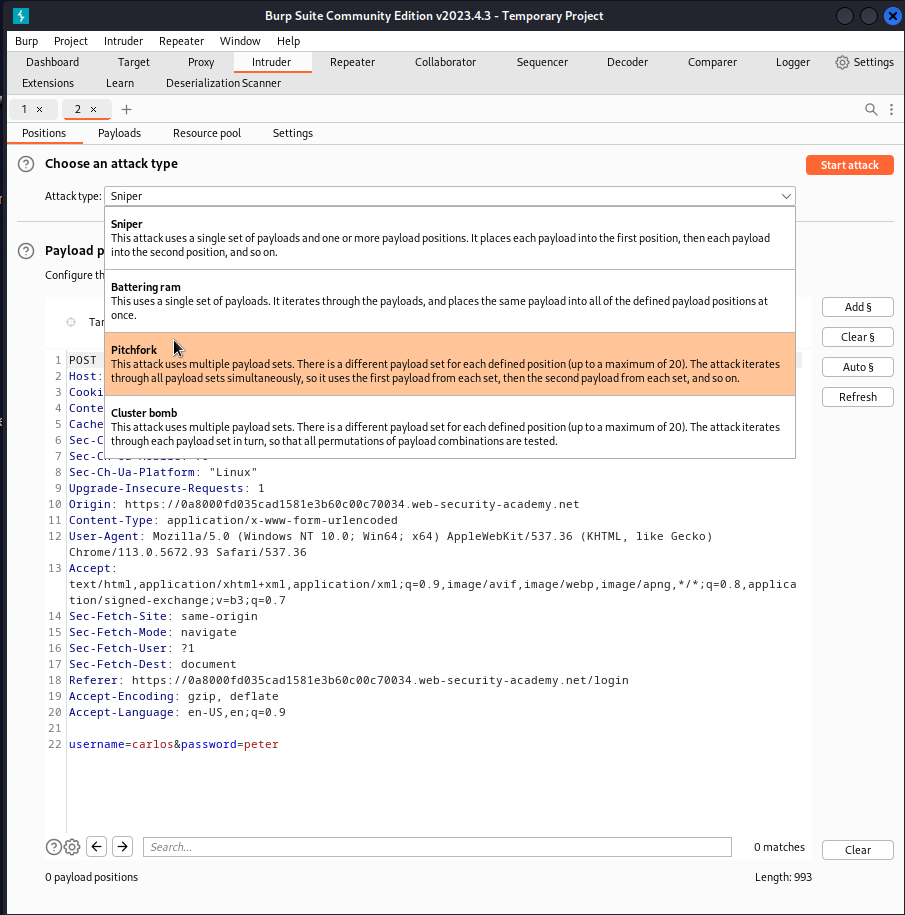 Burp Suite Community Edition v2023.4.3 - Temporary Project
Burp Project Intruder Repeater Window Help
Dashboard Target Proxy Intruder Repeater Collaborator Sequencer Decoder Comparer Logger Settings
Extensions Learn Deserialization Scanner
1 × 2 × +
Positions Payloads Resource pool Settings
? Choose an attack type Start attack
Attack type: Sniper
Sniper
This attack uses a single set of payloads and one or more payload positions. It places each payload into the first position, then each payload
into the second position, and so on.
? Payload p
Configure th
Battering ram
This uses a single set of payloads. It iterates through the payloads, and places the same payload into all of the defined payload positions at
once.
Add §
Tar
Clear §
Pitchfork
This attack uses multiple payload sets. There is a different payload set for each defined position (up to a maximum of 20). The attack iterates
through all payload sets simultaneously, so it uses the first payload from each set, then the second payload from each set, and so on.
Auto §
Refresh
Cluster bomb
This attack uses multiple payload sets. There is a different payload set for each defined position (up to a maximum of 20). The attack iterates
through each payload set in turn, so that all permutations of payload combinations are tested.
1 POST
2 Host:
3 Cooki
4 Conte
5 Cache
6 Sec-C
7 Sec-Ch
8 Sec-Ch-Ua-Platform: "Linux"
9 Upgrade-Insecure-Requests: 1
10 Origin: https://0a8000fd035cad1581e3b60c00c70034.web-security-academy.net
11 Content-Type: application/x-www-form-urlencoded
12 User-Agent: Mozilla/5.0 (Windows NT 10.0; Win64; x64) AppleWebKit/537.36 (KHTML, like Gecko)
Chrome/113.0.5672.93 Safari/537.36
13 Accept:
text/html,application/xhtml+xml,application/xml;q=0.9,image/avif,image/webp,image/apng,*/*;q=0.8,applica
tion/signed-exchange;v=b3;q=0.7
14 Sec-Fetch-Site: same-origin
15 Sec-Fetch-Mode: navigate
16 Sec-Fetch-User: ?1
17 Sec-Fetch-Dest: document
18 Referer: https://0a8000fd035cad1581e3b60c00c70034.web-security-academy.net/login
19 Accept-Encoding: gzip, deflate
20 Accept-Language: en-US,en;q=0.9
21
22 username=carlos&password=peter
? Search... 0 matches Clear
0 payload positions Length: 993